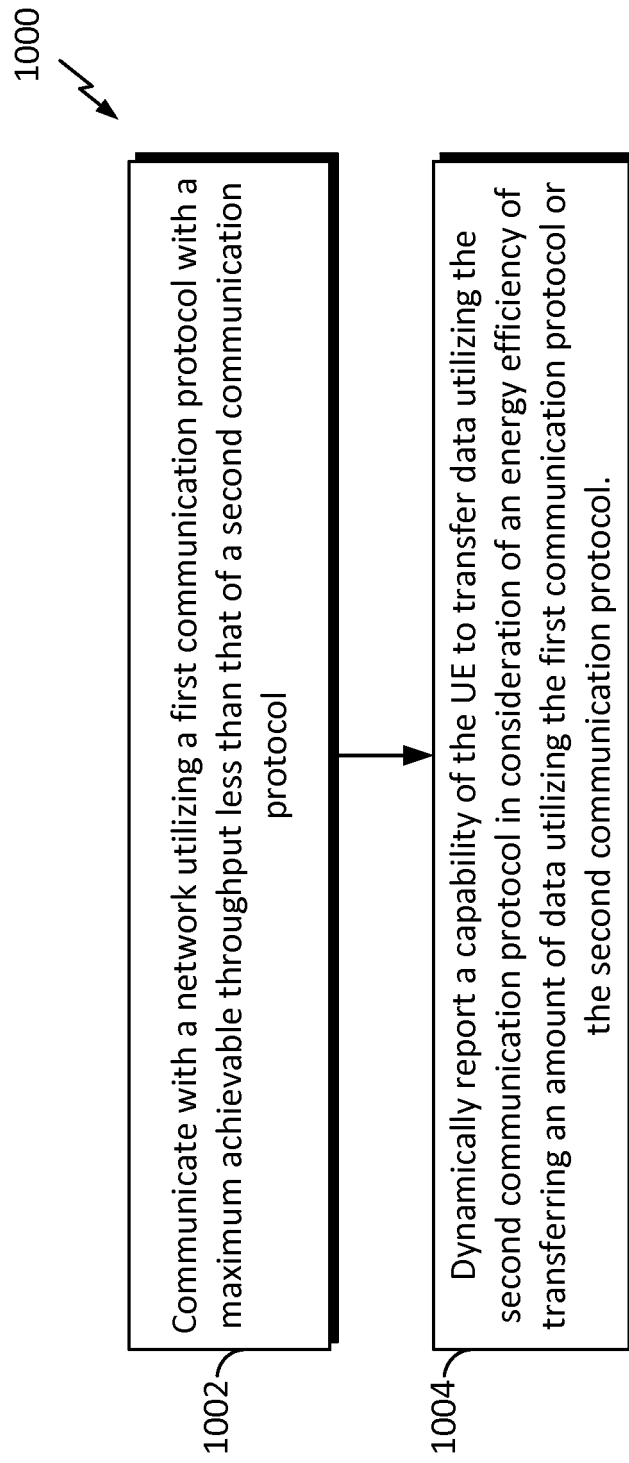 1000
1002
Communicate with a network utilizing a first communication protocol with a
maximum achievable throughput less than that of a second communication
protocol
1004
Dynamically report a capability of the UE to transfer data utilizing the
second communication protocol in consideration of an energy efficiency of
transferring an amount of data utilizing the first communication protocol or
the second communication protocol.